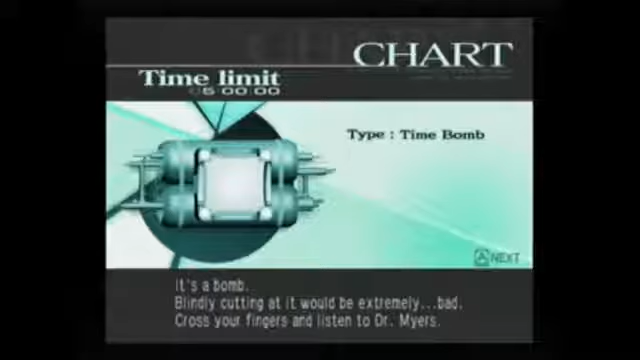 CHART
Time limit
05:00:00
Type : Time Bomb
A NEXT
It's a bomb.
Blindly cutting at it would be extremely...bad.
Cross your fingers and listen to Dr. Myers.